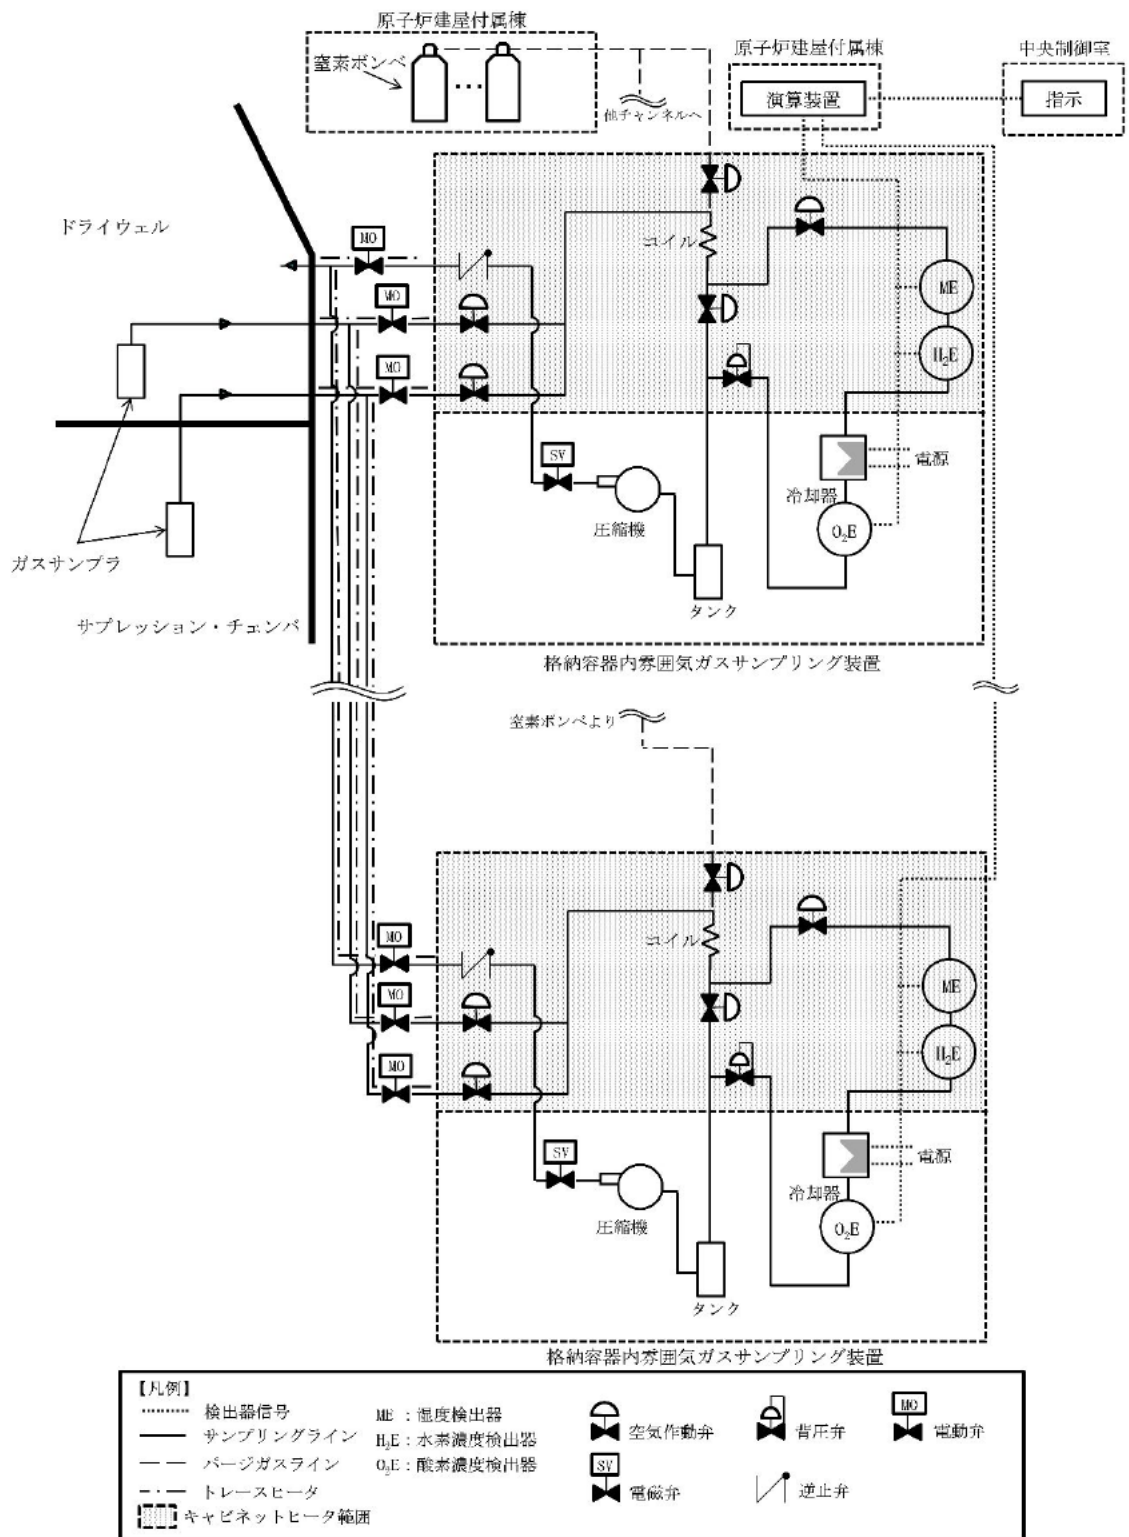 原子炉建屋付属棟
窒素ボンベ
他チャンネルへ
原子炉建屋付属棟
演算装置
中央制御室
指示
ドライウェル
MO
MO
MO
コイル
ME
H₂E
SV
圧縮機
タンク
電源
冷却器
O₂E
ガスサンプラ
サプレッション・チェンバ
格納容器内雰囲気ガスサンプリング装置
窒素ボンベより
MO
MO
MO
コイル
ME
H₂E
SV
圧縮機
タンク
電源
冷却器
O₂E
格納容器内雰囲気ガスサンプリング装置
【凡例】
検出器信号
サンプリングライン
パージガスライン
トレースヒータ
キャビネットヒータ範囲
ME：湿度検出器
H₂E：水素濃度検出器
O₂E：酸素濃度検出器
空気作動弁
SV
電磁弁
背圧弁
逆止弁
MO
電動弁